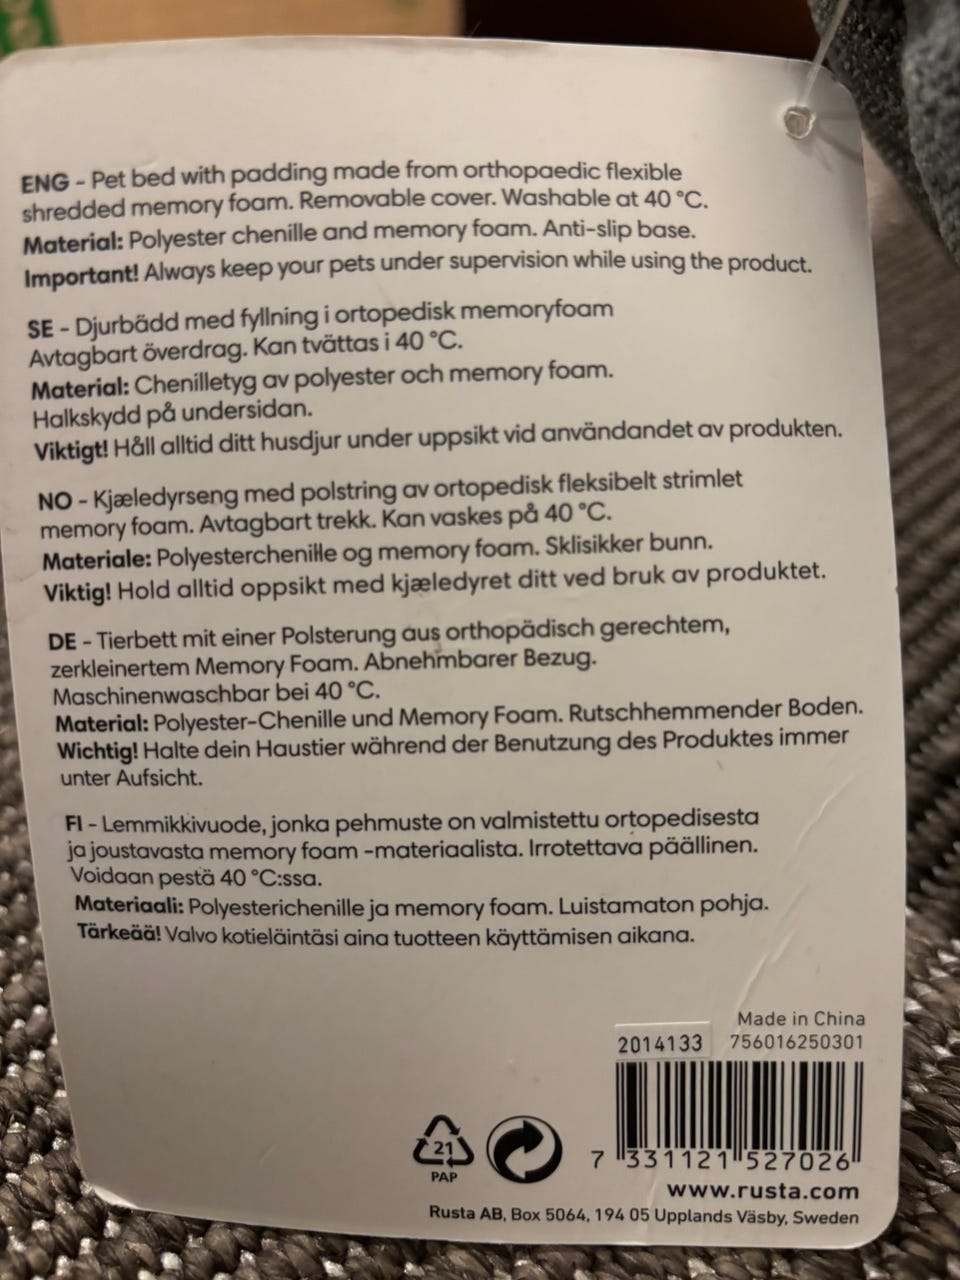 ENG - Pet bed with padding made from orthopaedic flexible
shredded memory foam. Removable cover. Washable at 40 °C.
Material: Polyester chenille and memory foam. Anti-slip base.
Important! Always keep your pets under supervision while using the product.
SE - Djurbädd med fyllning i ortopedisk memoryfoam
Avtagbart överdrag. Kan tvättas i 40 °C.
Material: Chenilletyg av polyester och memory foam.
Halkskydd på undersidan.
Viktigt! Håll alltid ditt husdjur under uppsikt vid användandet av produkten.
NO - Kjæledyrseng med polstring av ortopedisk fleksibelt strimlet
memory foam. Avtagbart trekk. Kan vaskes på 40 °C.
Materiale: Polyesterchenille og memory foam. Sklisikker bunn.
Viktig! Hold alltid oppsikt med kjæledyret ditt ved bruk av produktet.
DE - Tierbett mit einer Polsterung aus orthopädisch gerechtem,
zerkleinertem Memory Foam. Abnehmbarer Bezug.
Maschinenwaschbar bei 40 °C.
Material: Polyester-Chenille und Memory Foam. Rutschhemmender Boden.
Wichtig! Halte dein Haustier während der Benutzung des Produktes immer
unter Aufsicht.
FI - Lemmikkivuode, jonka pehmuste on valmistettu ortopedisesta
ja joustavasta memory foam -materiaalista. Irrotettava päällinen.
Voidaan pestä 40 °C:ssa.
Materiaali: Polyesterichenille ja memory foam. Luistamaton pohja.
Tärkeää! Valvo kotieläintäsi aina tuotteen käyttämisen aikana.
Made in China
2014133 756016250301
21
PAP
7 331121 527026
www.rusta.com
Rusta AB, Box 5064, 194 05 Upplands Väsby, Sweden